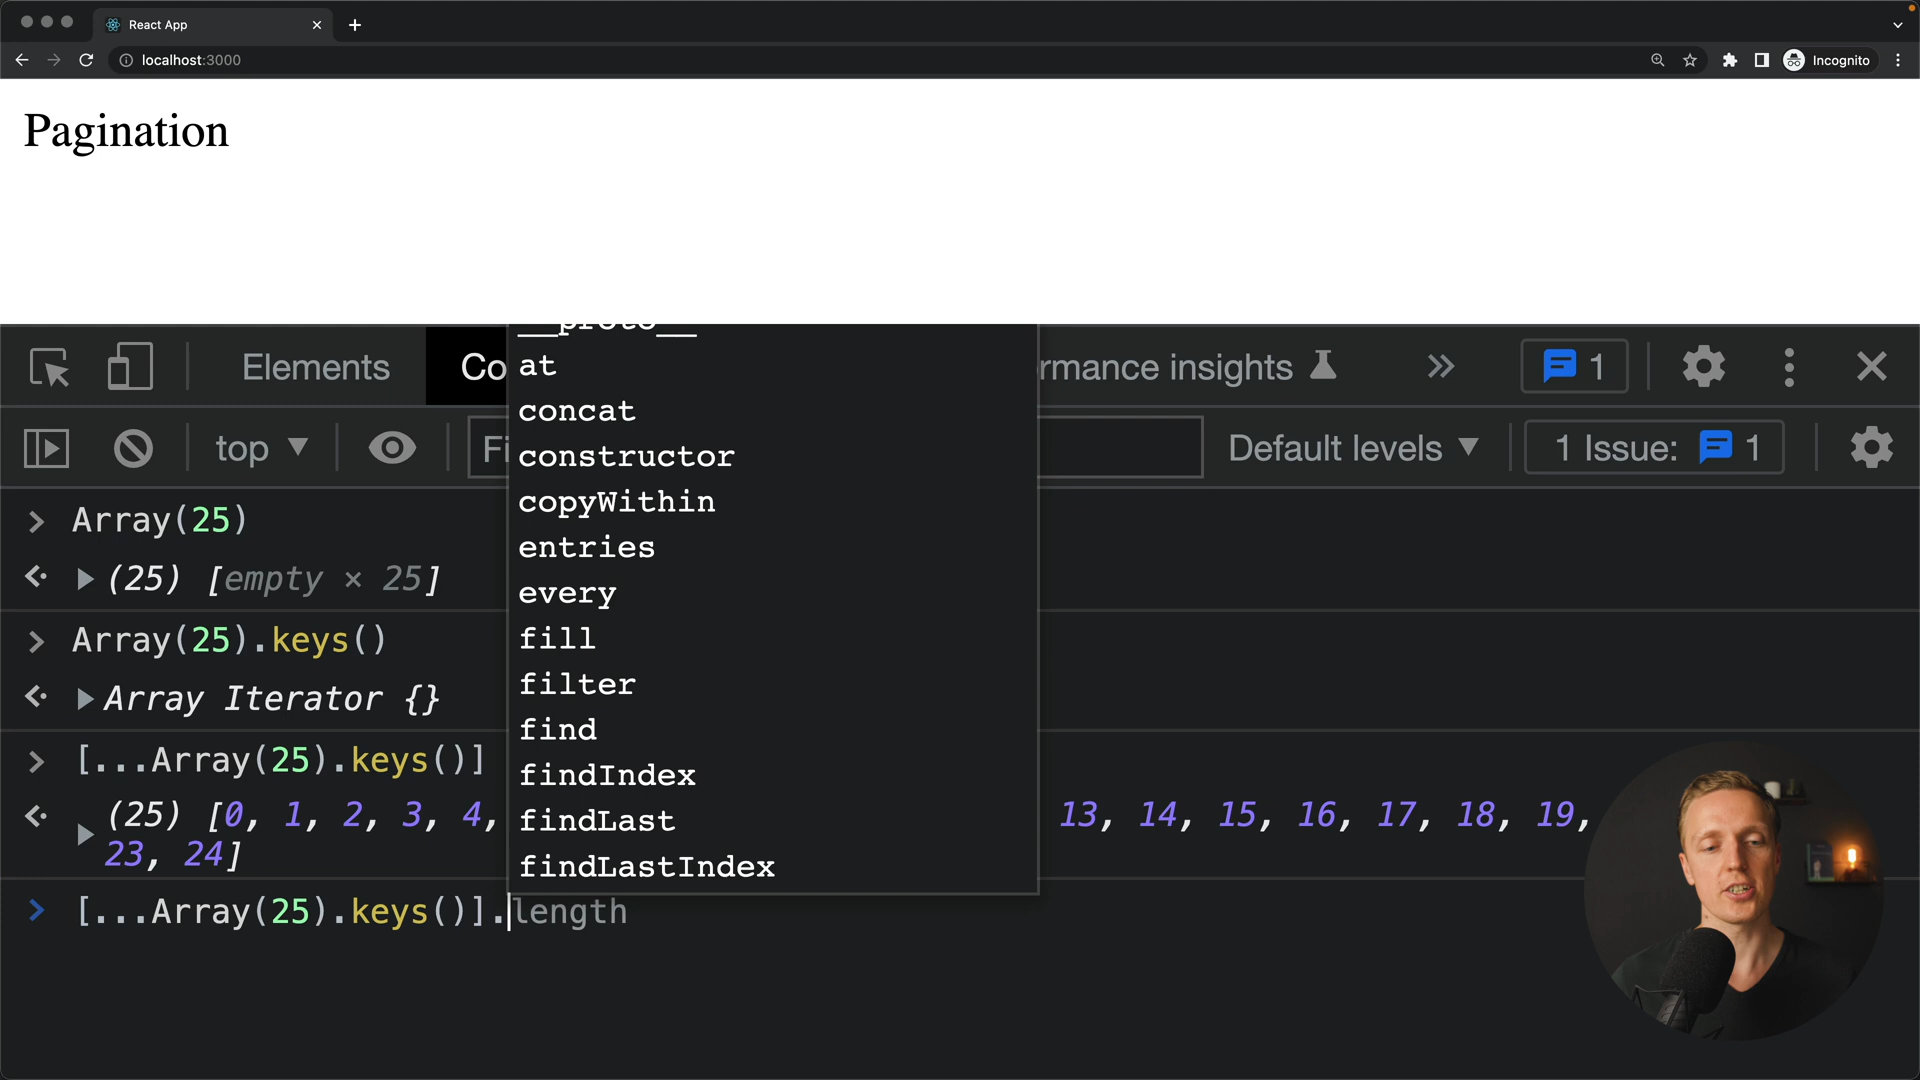 React App
localhost:3000
Incognito
Pagination
Elements
Co
rmance insights
1
top
Fi
Default levels
1 Issue:
1
__proto__
at
concat
constructor
copyWithin
entries
every
fill
filter
find
findIndex
findLast
findLastIndex
Array(25)
(25) [empty × 25]
Array(25).keys()
Array Iterator {}
[...Array(25).keys()]
(25) [0, 1, 2, 3, 4, 13, 14, 15, 16, 17, 18, 19,
23, 24]
[...Array(25).keys()].length